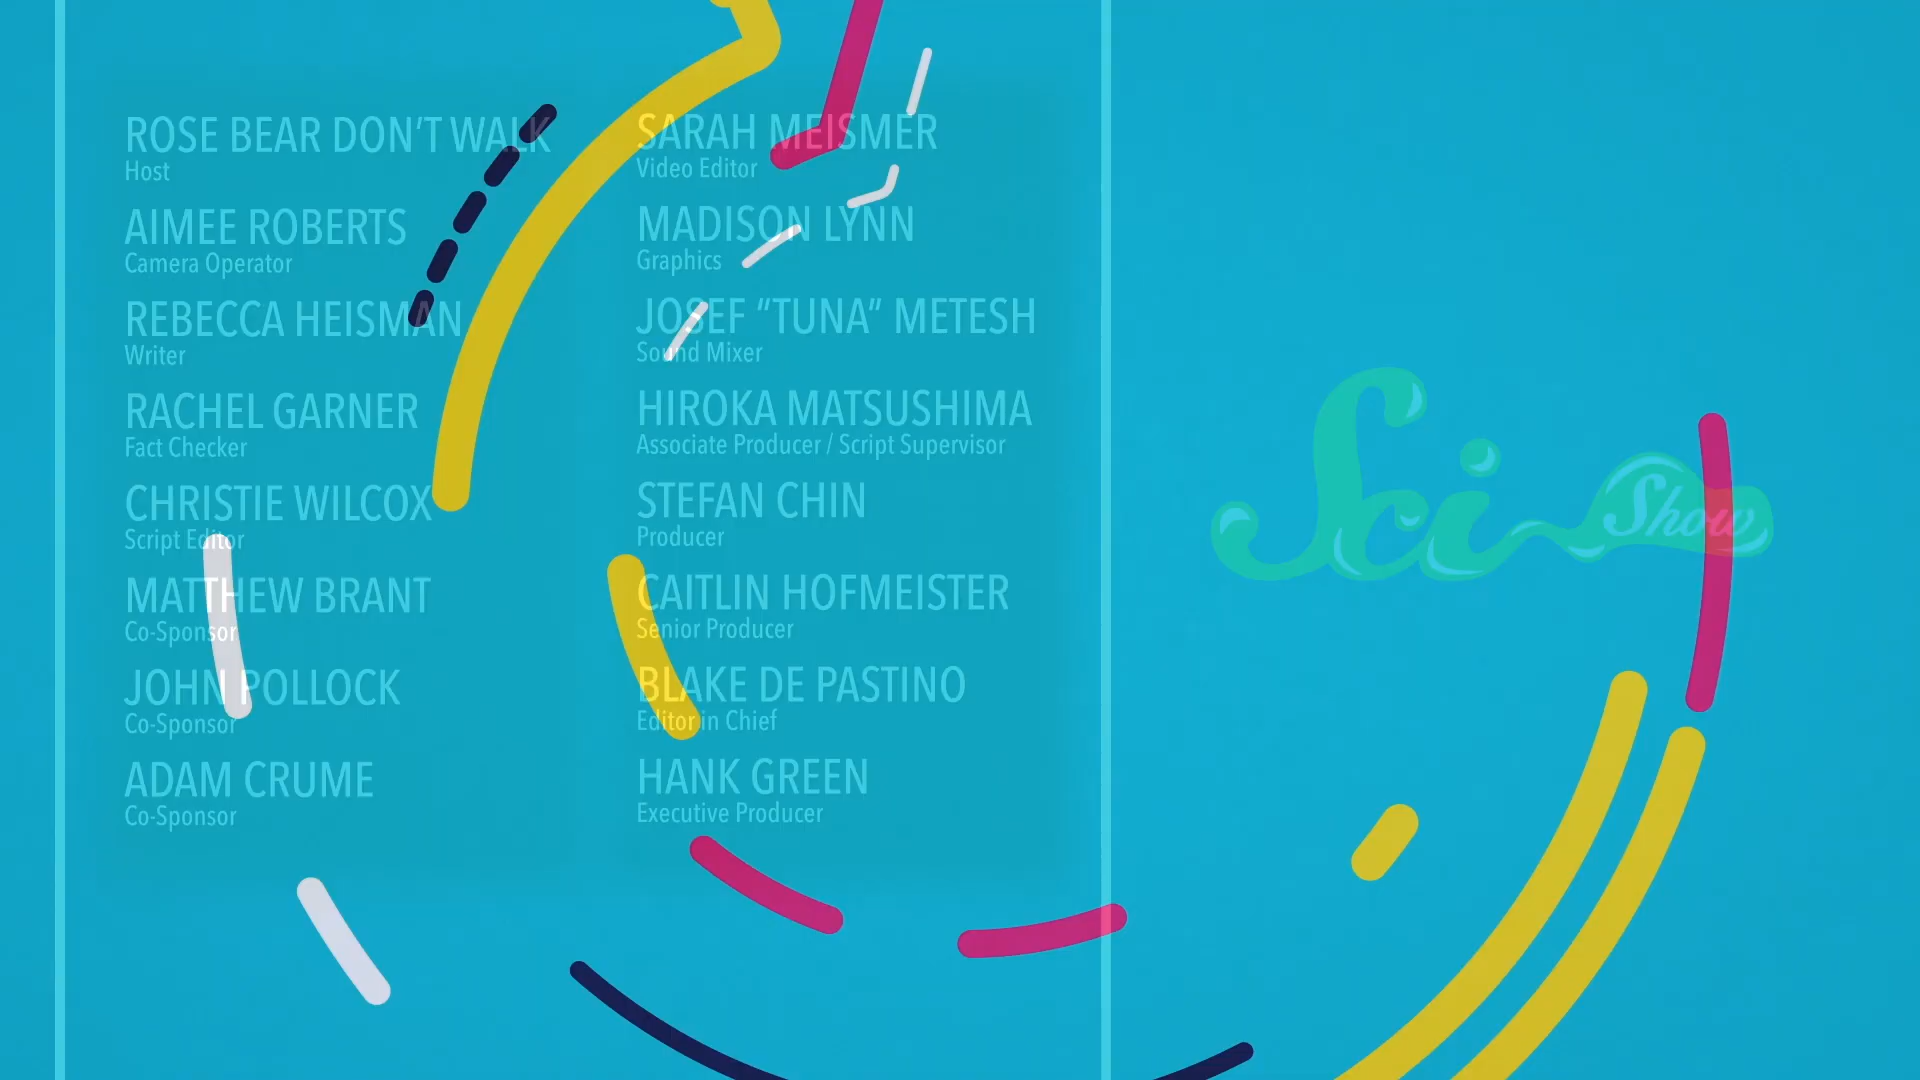 ROSE BEAR DON'T WALK
Host
AIMEE ROBERTS
Camera Operator
REBECCA HEISMAN
Writer
RACHEL GARNER
Fact Checker
CHRISTIE WILCOX
Script Editor
MATTHEW BRANT
Co-Sponsor
JOHN POLLOCK
Co-Sponsor
ADAM CRUME
Co-Sponsor
SARAH MEISMER
Video Editor
MADISON LYNN
Graphics
JOSEF “TUNA” METESH
Sound Mixer
HIROKA MATSUSHIMA
Associate Producer / Script Supervisor
STEFAN CHIN
Producer
CAITLIN HOFMEISTER
Senior Producer
BLAKE DE PASTINO
Editor in Chief
HANK GREEN
Executive Producer
Sci Show